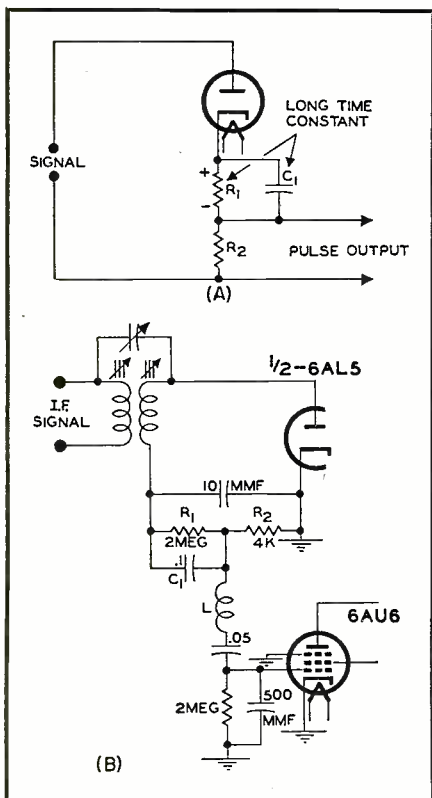 LONG TIME
CONSTANT
SIGNAL
+
R1
-
C1
R2
PULSE OUTPUT
(A)
1/2-6AL5
I.F.
SIGNAL
10 MMF
R1
2MEG
R2
4K
.1
C1
L
.05
6AU6
2MEG
500
MMF
(B)